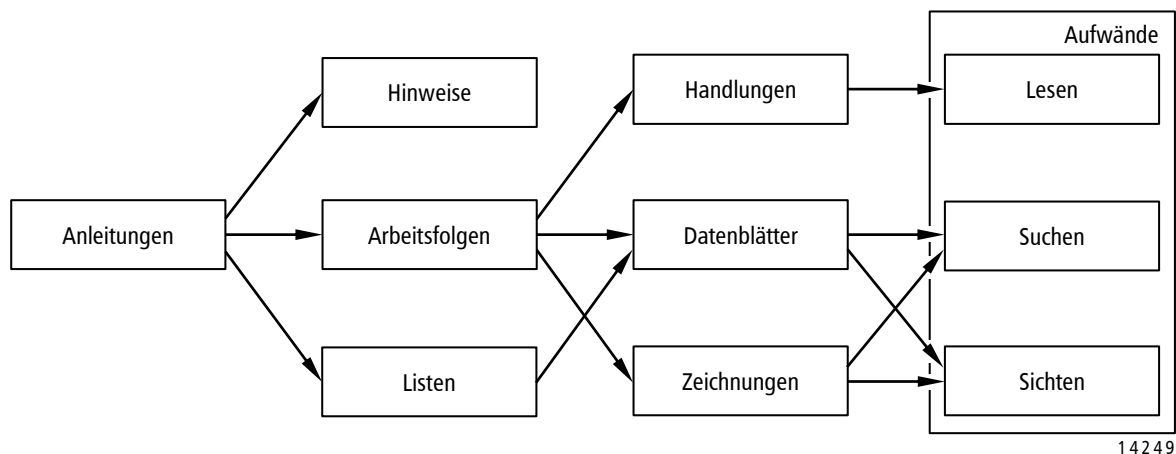 Aufwände
Hinweise
Handlungen
Lesen
Anleitungen
Arbeitsfolgen
Datenblätter
Suchen
Listen
Zeichnungen
Sichten
14249